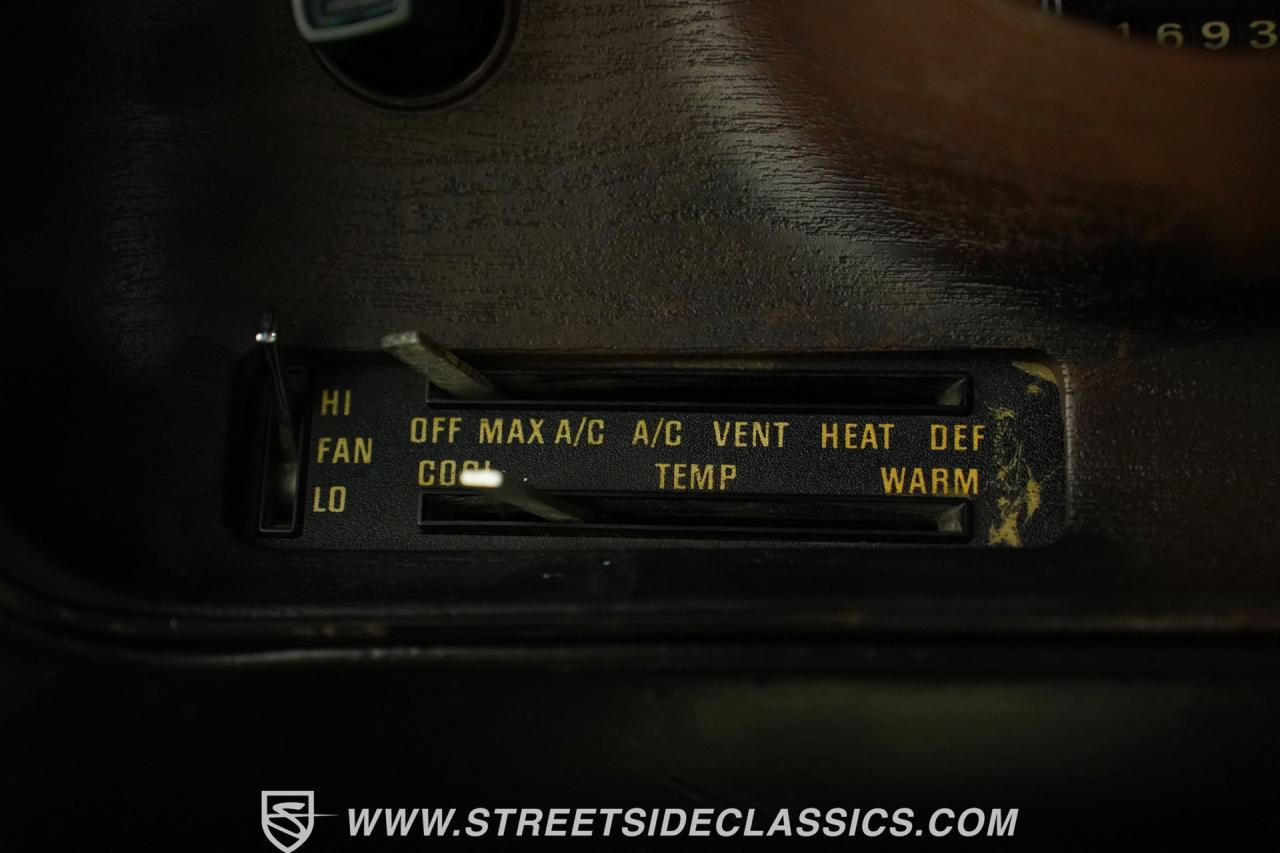 1693
HI
FAN
LO
OFF MAX A/C A/C VENT HEAT DEF
COOL TEMP WARM
WWW.STREETSIDECLASSICS.COM